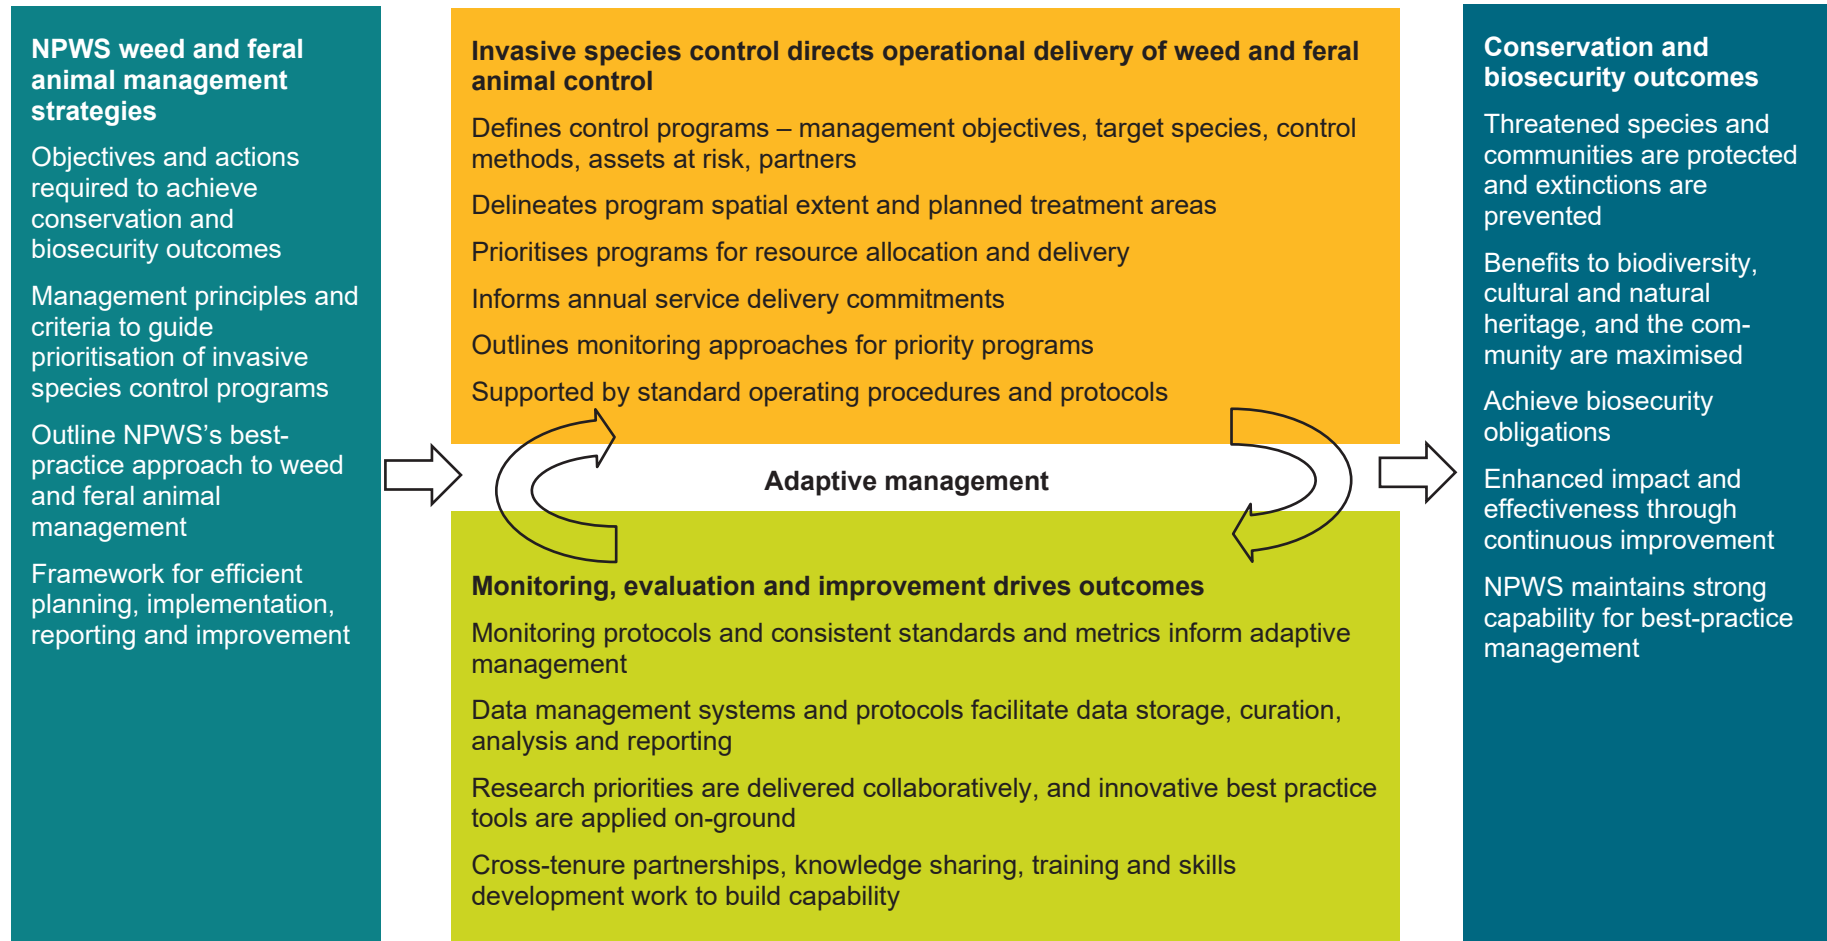 NPWS weed and feral
animal management
strategies
Objectives and actions
required to achieve
conservation and
biosecurity outcomes
Management principles and
criteria to guide
prioritisation of invasive
species control programs
Outline NPWS’s best-
practice approach to weed
and feral animal
management
Framework for efficient
planning, implementation,
reporting and improvement
Invasive species control directs operational delivery of weed and feral
animal control
Defines control programs – management objectives, target species, control
methods, assets at risk, partners
Delineates program spatial extent and planned treatment areas
Prioritises programs for resource allocation and delivery
Informs annual service delivery commitments
Outlines monitoring approaches for priority programs
Supported by standard operating procedures and protocols
Adaptive management
Monitoring, evaluation and improvement drives outcomes
Monitoring protocols and consistent standards and metrics inform adaptive
management
Data management systems and protocols facilitate data storage, curation,
analysis and reporting
Research priorities are delivered collaboratively, and innovative best practice
tools are applied on-ground
Cross-tenure partnerships, knowledge sharing, training and skills
development work to build capability
Conservation and
biosecurity outcomes
Threatened species and
communities are protected
and extinctions are
prevented
Benefits to biodiversity,
cultural and natural
heritage, and the com-
munity are maximised
Achieve biosecurity
obligations
Enhanced impact and
effectiveness through
continuous improvement
NPWS maintains strong
capability for best-practice
management